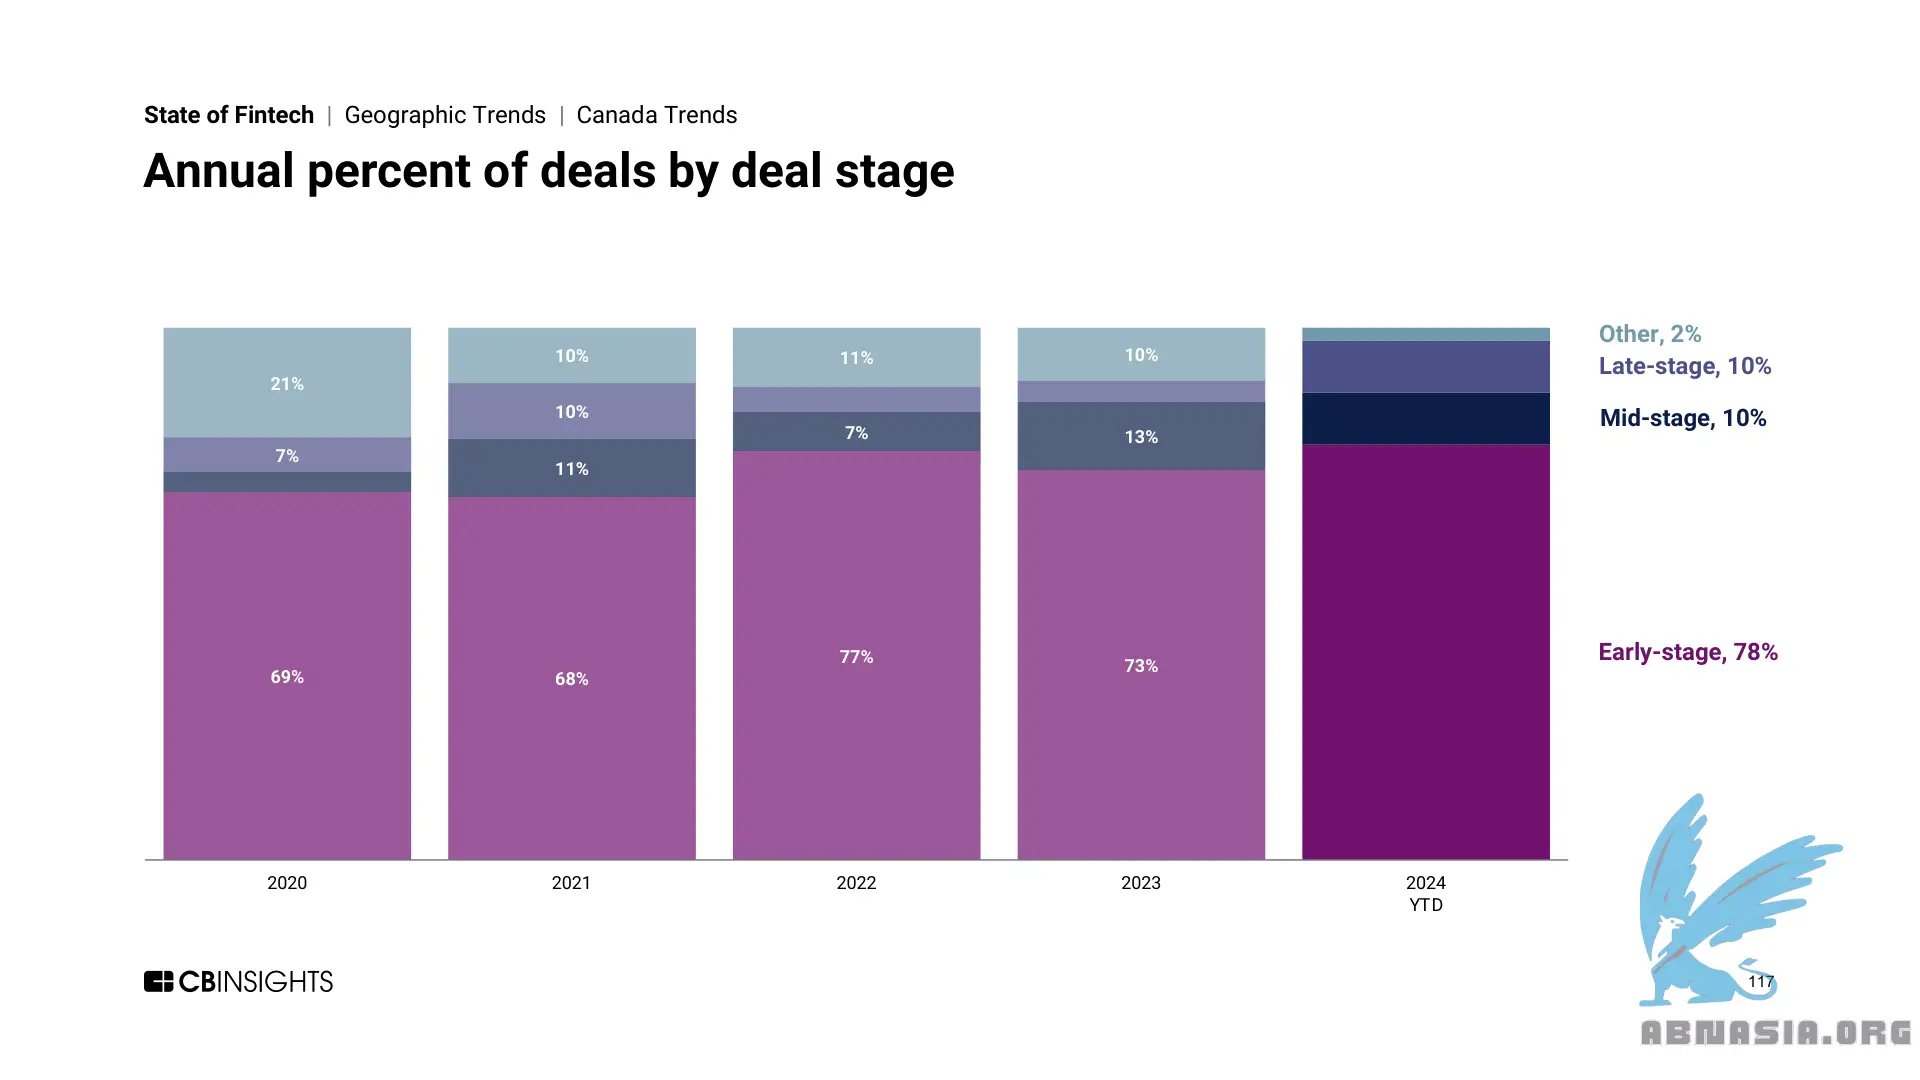 State of Fintech | Geographic Trends | Canada Trends
Annual percent of deals by deal stage
21%
7%
69%
10%
10%
11%
68%
11%
7%
77%
10%
13%
73%
Other, 2%
Late-stage, 10%
Mid-stage, 10%
Early-stage, 78%
2020
2021
2022
2023
2024
YTD
CBINSIGHTS
117
ABNASIA.ORG